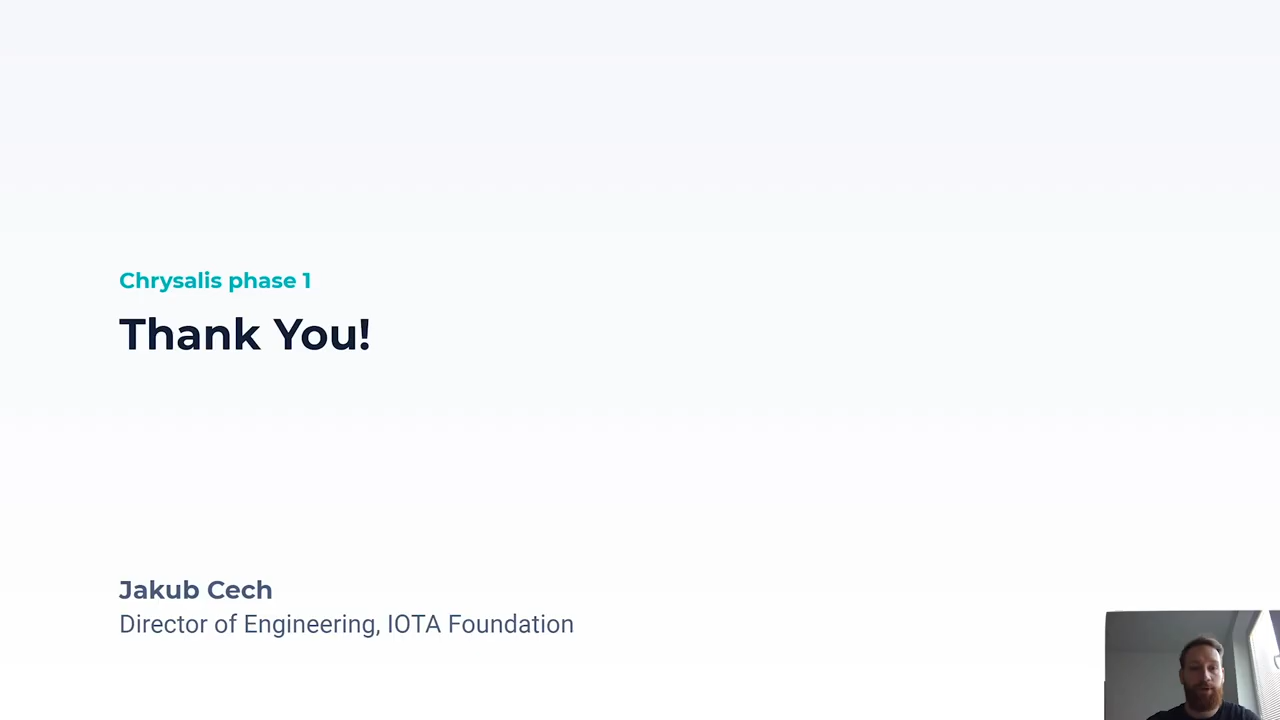 Chrysalis phase 1
Thank You!
Jakub Cech
Director of Engineering, IOTA Foundation